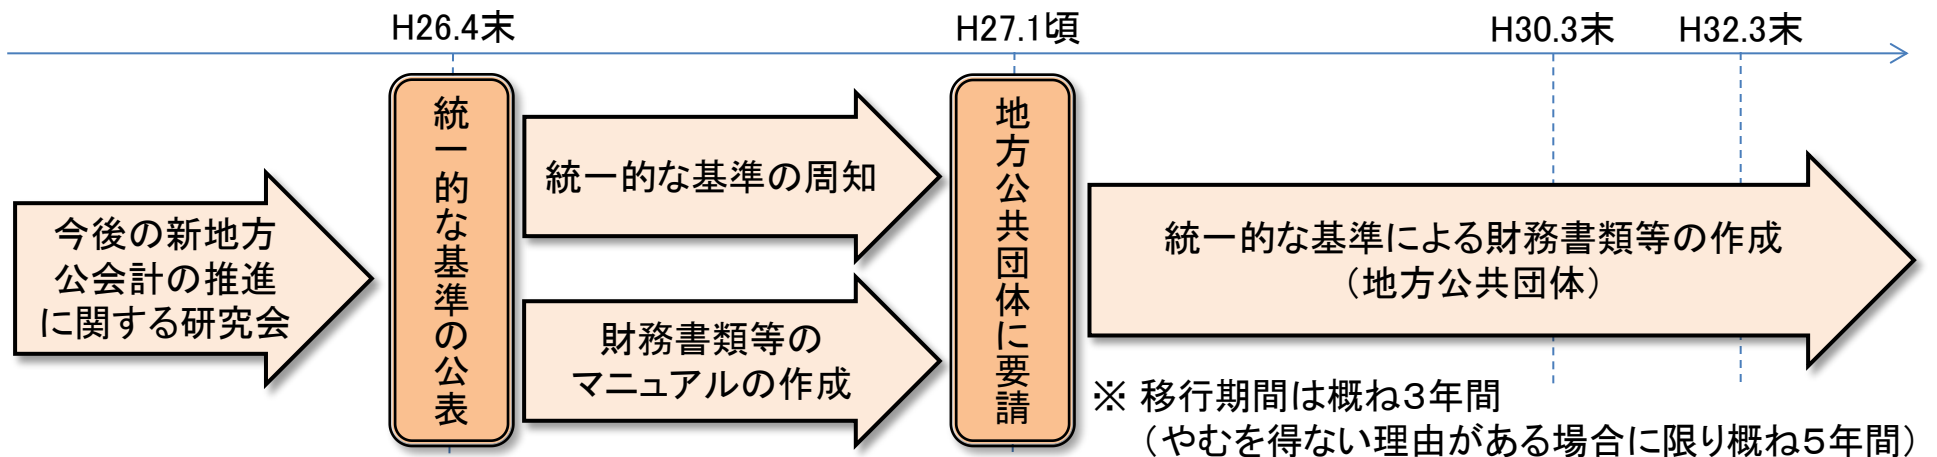 H26.4末
H27.1頃
H30.3末
H32.3末
今後の新地方
公会計の推進
に関する研究会
統一的な基準の公表
統一的な基準の周知
財務書類等の
マニュアルの作成
地方公共団体に要請
統一的な基準による財務書類等の作成
（地方公共団体）
※ 移行期間は概ね３年間
（やむを得ない理由がある場合に限り概ね５年間）